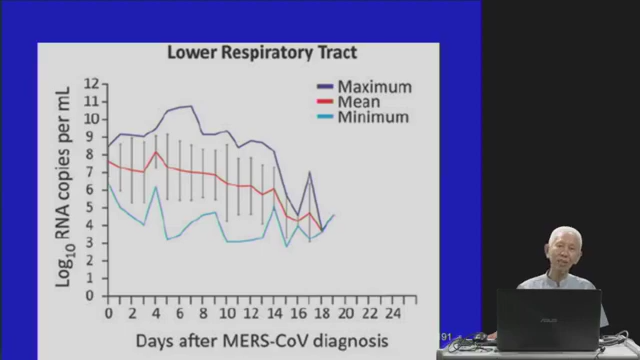 Lower Respiratory Tract
12
11
10
9
8
7
6
5
4
3
2
1
0
Log10 RNA copies per mL
Maximum
Mean
Minimum
0 2 4 6 8 10 12 14 16 18 20 22 24
Days after MERS-CoV diagnosis
91
ASUS